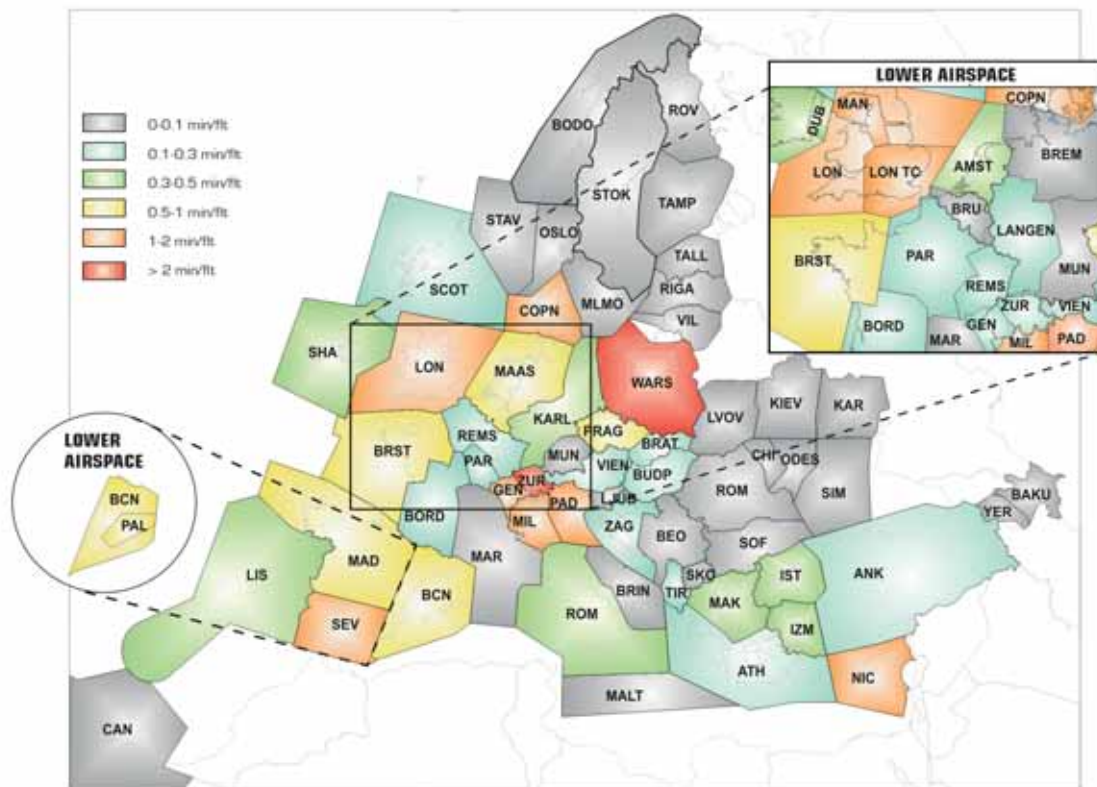 0-0.1 min/flt
0.1-0.3 min/flt
0.3-0.5 min/flt
0.5-1 min/flt
1-2 min/flt
> 2 min/flt
LOWER AIRSPACE
COPN
MAN
DUB
LON
LON TC
AMST
BREM
BRU
LANGEN
BRST
PAR
REMS
MUN
ZUR
VIEN
BORD
GEN
MAR
MIL
PAD
BODO
ROV
STOK
TAMP
STAV
OSLO
SCOT
TALL
COPN
MLMO
RIGA
VIL
SHA
LON
MAAS
WARS
LVOV
KIEV
KAR
KARL
PRAG
BRAT
REMS
BRST
PAR
MUN
VIEN
BUDP
ODES
ZUR
GEN
LJUB
ROM
SIM
BAKU
YER
BORD
MIL
PAD
ZAG
BEO
SOF
MAR
LOWER
AIRSPACE
BCN
PAL
LIS
MAD
BCN
SEV
ROM
BRIN
TIR
SKO
MAK
IST
IZM
ANK
ATH
NIC
MALT
CAN